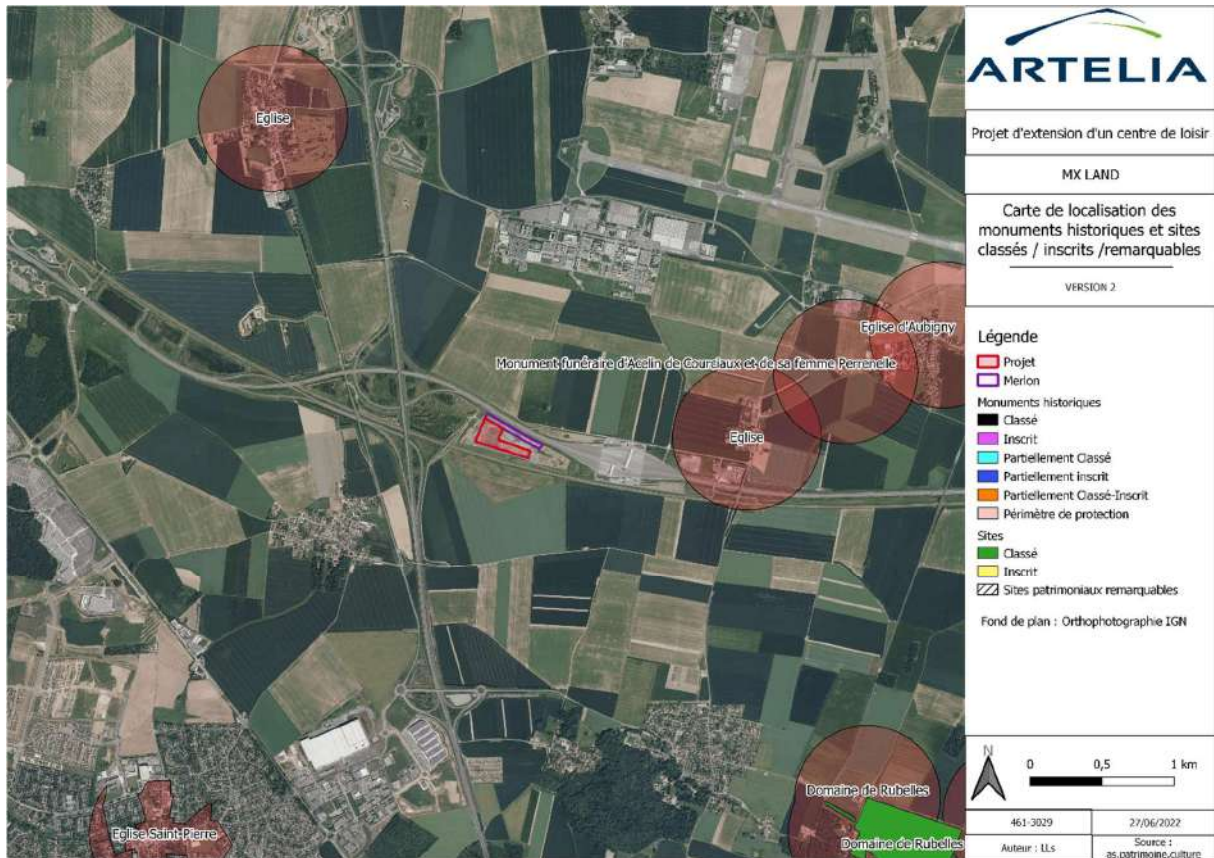 Eglise
Eglise d'Aubigny
Monument funéraire d'Acelin de Courciaux et de sa femme Perrenelle
Eglise
Domaine de Rubelles
Eglise Saint-Pierre
Domaine de Rubelles
ARTELIA
Projet d'extension d'un centre de loisir
MX LAND
Carte de localisation des
monuments historiques et sites
classés / inscrits /remarquables
VERSION 2
Légende
Projet
Merlon
Monuments historiques
Classé
Inscrit
Partiellement Classé
Partiellement inscrit
Partiellement Classé-Inscrit
Périmètre de protection
Sites
Classé
Inscrit
Sites patrimoniaux remarquables
Fond de plan : Orthophotographie IGN
N
0 0,5 1 km
461-3029 27/06/2022
Auteur : LLs
Source :
as.patrimoine.culture